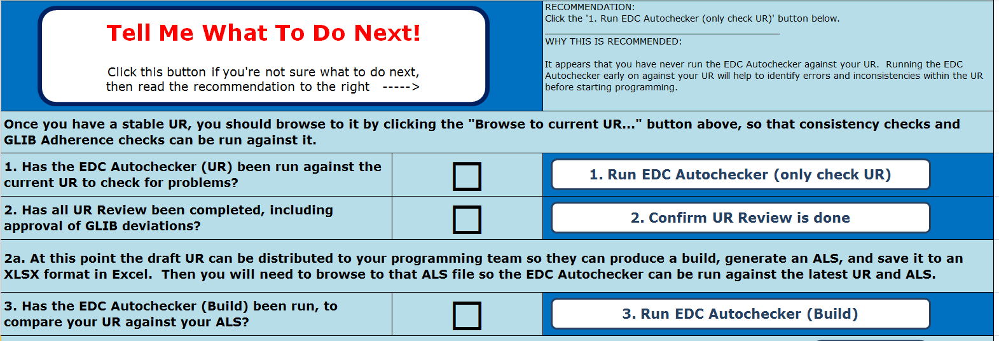 Tell Me What To Do Next!
Click this button if you're not sure what to do next,
then read the recommendation to the right   ----->
RECOMMENDATION:
Click the '1. Run EDC Autochecker (only check UR)' button below.
WHY THIS IS RECOMMENDED:
It appears that you have never run the EDC Autochecker against your UR.  Running the EDC
Autochecker early on against your UR will help to identify errors and inconsistencies within the UR
before starting programming.
Once you have a stable UR, you should browse to it by clicking the "Browse to current UR..." button above, so that consistency checks and
GLIB Adherence checks can be run against it.
1. Has the EDC Autochecker (UR) been run against the
current UR to check for problems?
1. Run EDC Autochecker (only check UR)
2. Has all UR Review been completed, including
approval of GLIB deviations?
2. Confirm UR Review is done
2a. At this point the draft UR can be distributed to your programming team so they can produce a build, generate an ALS, and save it to an
XLSX format in Excel.  Then you will need to browse to that ALS file so the EDC Autochecker can be run against the latest UR and ALS.
3. Has the EDC Autochecker (Build) been run, to
compare your UR against your ALS?
3. Run EDC Autochecker (Build)